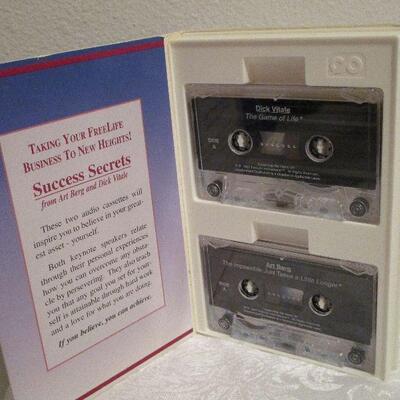 TAKING YOUR FREELIFE
BUSINESS TO NEW HEIGHTS!
Success Secrets
from Art Berg and Dick Vitale
These two audio cassettes will
inspire you to believe in your great-
est asset - yourself.
Both keynote speakers relate
through their personal experiences
how you can overcome any obsta-
cle by persevering. They also teach
you that any goal you set for your-
self is attainable through hard work
and a love for what you are doing.
If you believe, you can achieve.
Dick Vitale
The Game of Life
Art Berg
The Impossible Just Takes a Little Longer